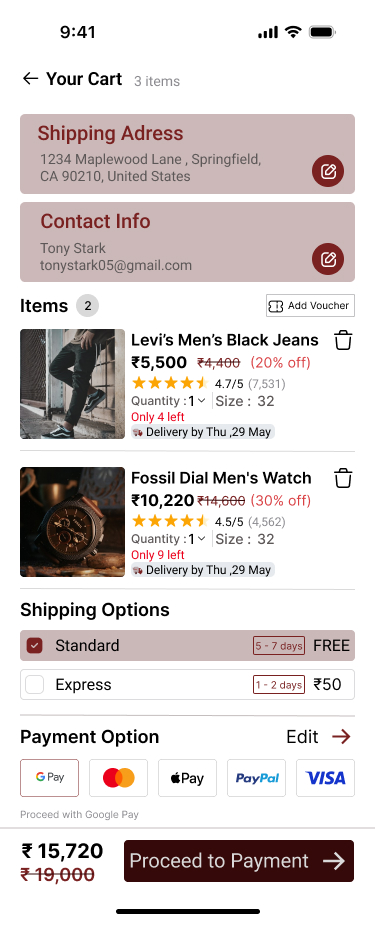 9:41
Your Cart 3 items
Shipping Adress
1234 Maplewood Lane , Springfield,
CA 90210, United States
Contact Info
Tony Stark
tonystark05@gmail.com
Items 2 Add Voucher
Levi's Men's Black Jeans
₹5,500 ₹4,400 (20% off)
4.7/5 (7,531)
Quantity : 1 Size : 32
Only 4 left
Delivery by Thu ,29 May
Fossil Dial Men's Watch
₹10,220 ₹14,600 (30% off)
4.5/5 (4,562)
Quantity : 1 Size : 32
Only 9 left
Delivery by Thu ,29 May
Shipping Options
Standard 5 - 7 days FREE
Express 1 - 2 days ₹50
Payment Option Edit
G Pay Pay PayPal VISA
Proceed with Google Pay
₹ 15,720
₹ 19,000
Proceed to Payment